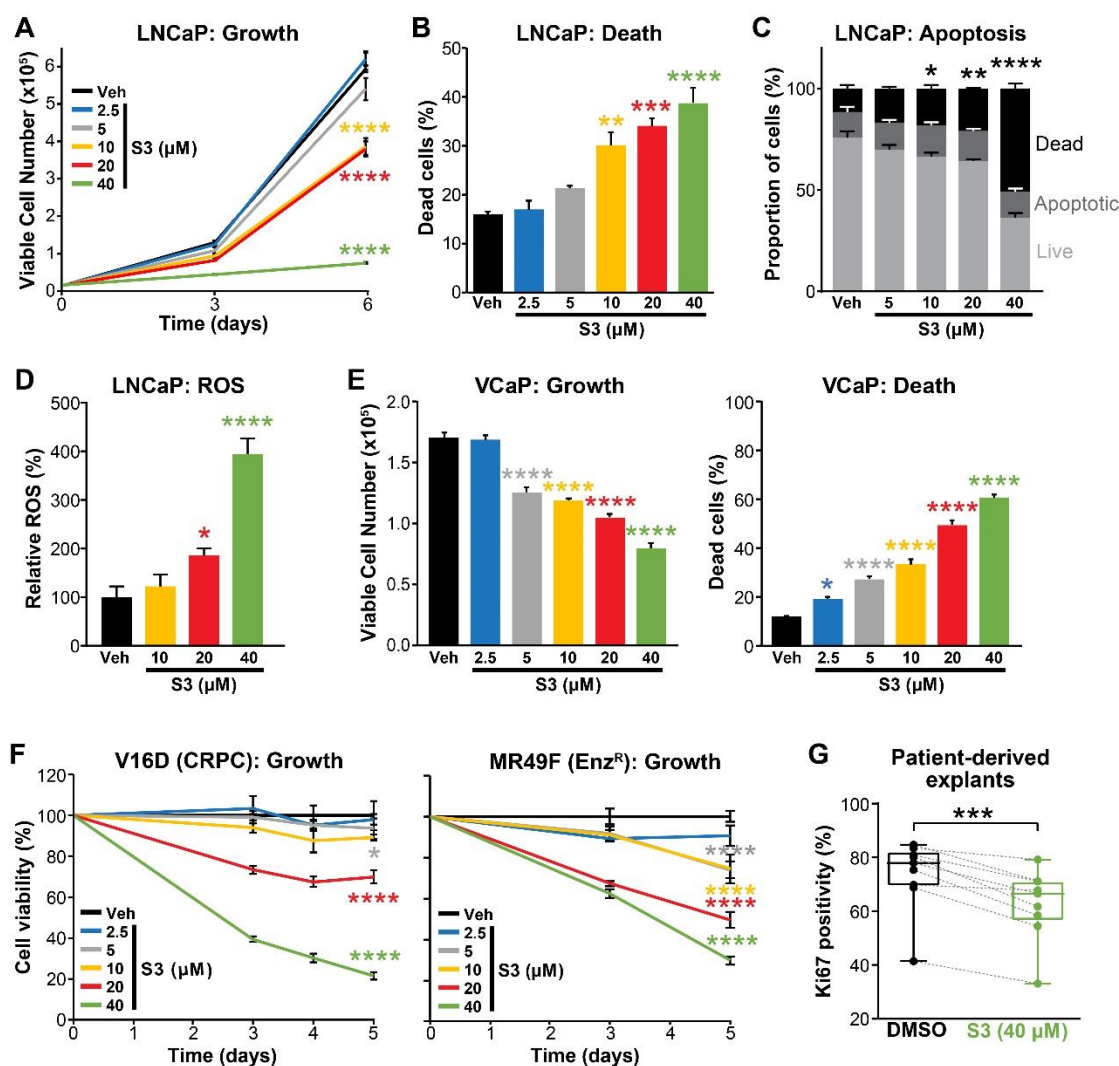 A
LNCaP: Growth
Viable Cell Number (x10⁵)
6
5
4
3
2
1
0
Veh
2.5
5
10
20
40
S3 (µM)
****
****
****
0
3
6
Time (days)
B
LNCaP: Death
Dead cells (%)
50
40
30
20
10
0
**
***
****
Veh 2.5 5 10 20 40
S3 (µM)
C
LNCaP: Apoptosis
Proportion of cells (%)
100
50
0
* ** ****
Dead
Apoptotic
Live
Veh 5 10 20 40
S3 (µM)
D
LNCaP: ROS
Relative ROS (%)
500
400
300
200
100
0
*
****
Veh 10 20 40
S3 (µM)
E
VCaP: Growth
Viable Cell Number (x10⁵)
2.0
1.5
1.0
0.5
0.0
****
****
****
****
Veh 2.5 5 10 20 40
S3 (µM)
VCaP: Death
Dead cells (%)
100
80
60
40
20
0
*
****
****
****
****
Veh 2.5 5 10 20 40
S3 (µM)
F
V16D (CRPC): Growth
Cell viability (%)
120
100
80
60
40
20
0
Veh
2.5
5
10
20
40
S3 (µM)
*
****
****
0 1 2 3 4 5
Time (days)
MR49F (Enzᴿ): Growth
Veh
2.5
5
10
20
40
S3 (µM)
****
****
****
****
0 1 2 3 4 5
Time (days)
G
Patient-derived
explants
Ki67 positivity (%)
100
80
60
40
20
***
DMSO S3 (40 µM)